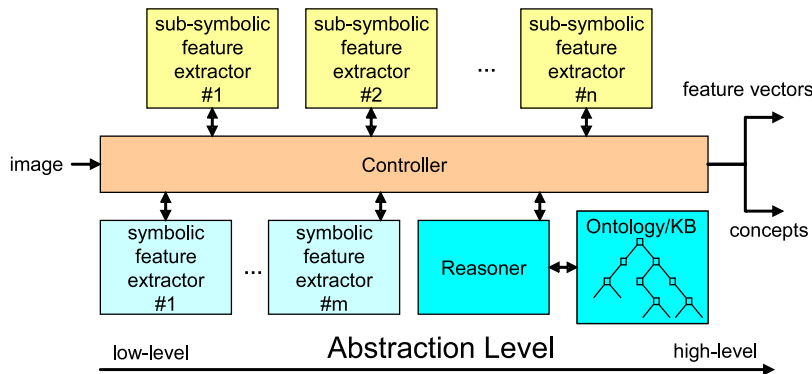 sub-symbolic
feature
extractor
#1
sub-symbolic
feature
extractor
#2
...
sub-symbolic
feature
extractor
#n
feature vectors
image
Controller
concepts
symbolic
feature
extractor
#1
...
symbolic
feature
extractor
#m
Reasoner
Ontology/KB
low-level
Abstraction Level
high-level